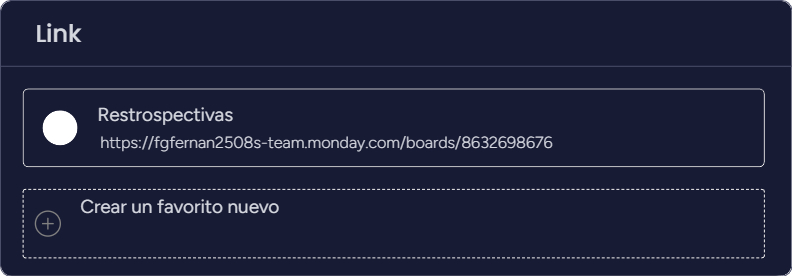 Link
Restrospectivas
https://fgfernan2508s-team.monday.com/boards/8632698676
Crear un favorito nuevo